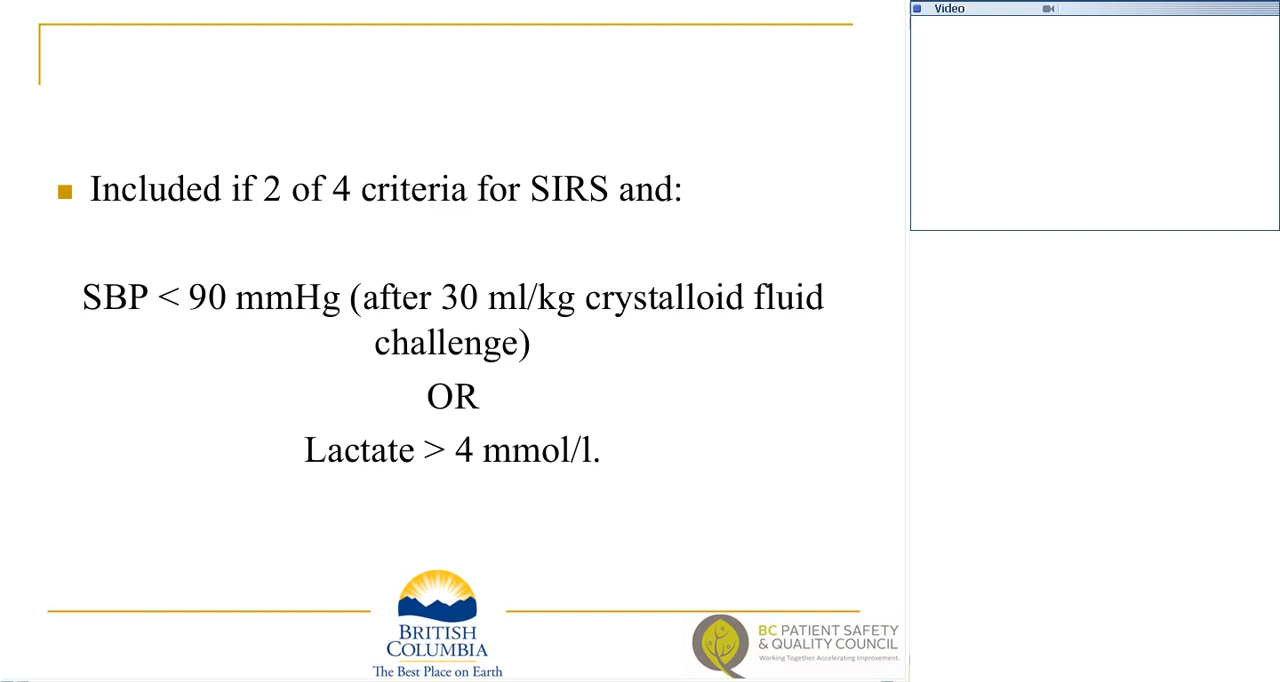 Video
Included if 2 of 4 criteria for SIRS and:
SBP < 90 mmHg (after 30 ml/kg crystalloid fluid
challenge)
OR
Lactate > 4 mmol/l.
BRITISH
COLUMBIA
The Best Place on Earth
BC PATIENT SAFETY
& QUALITY COUNCIL
Working Together. Accelerating Improvement.